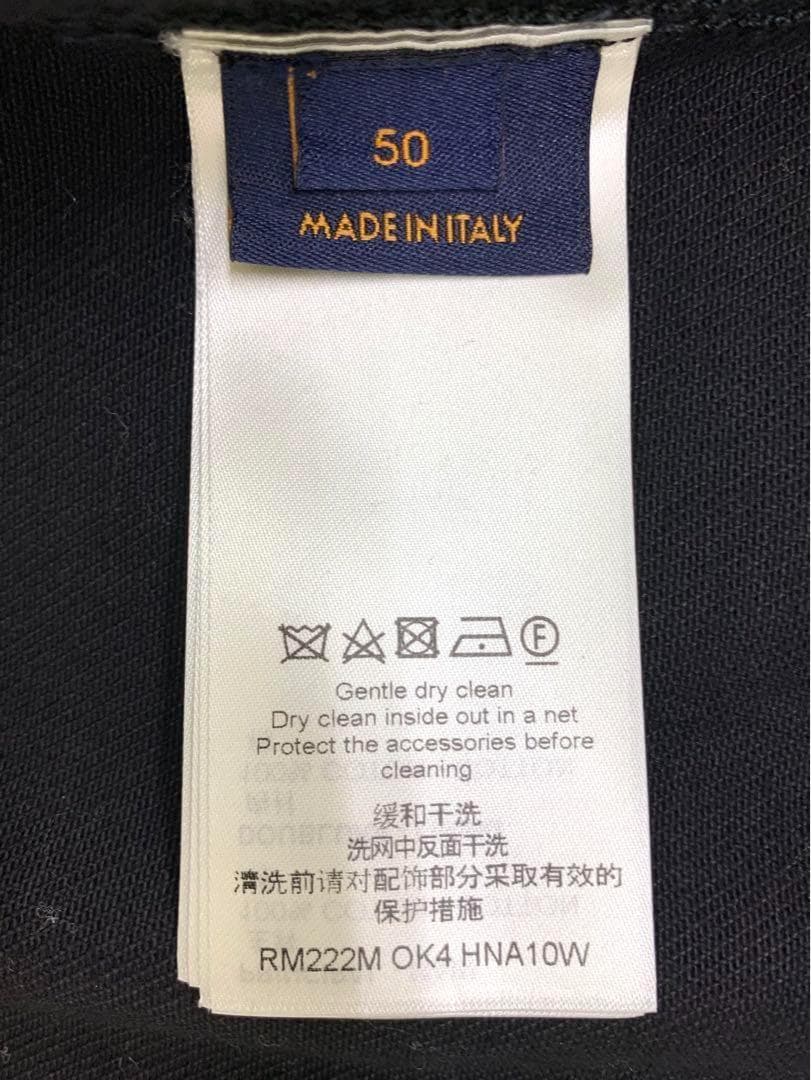 50
MADE IN ITALY
F
Gentle dry clean
Dry clean inside out in a net
Protect the accessories before
cleaning
缓和干洗
洗网中反面干洗
清洗前请对配饰部分采取有效的
保护措施
RM222M OK4 HNA10W